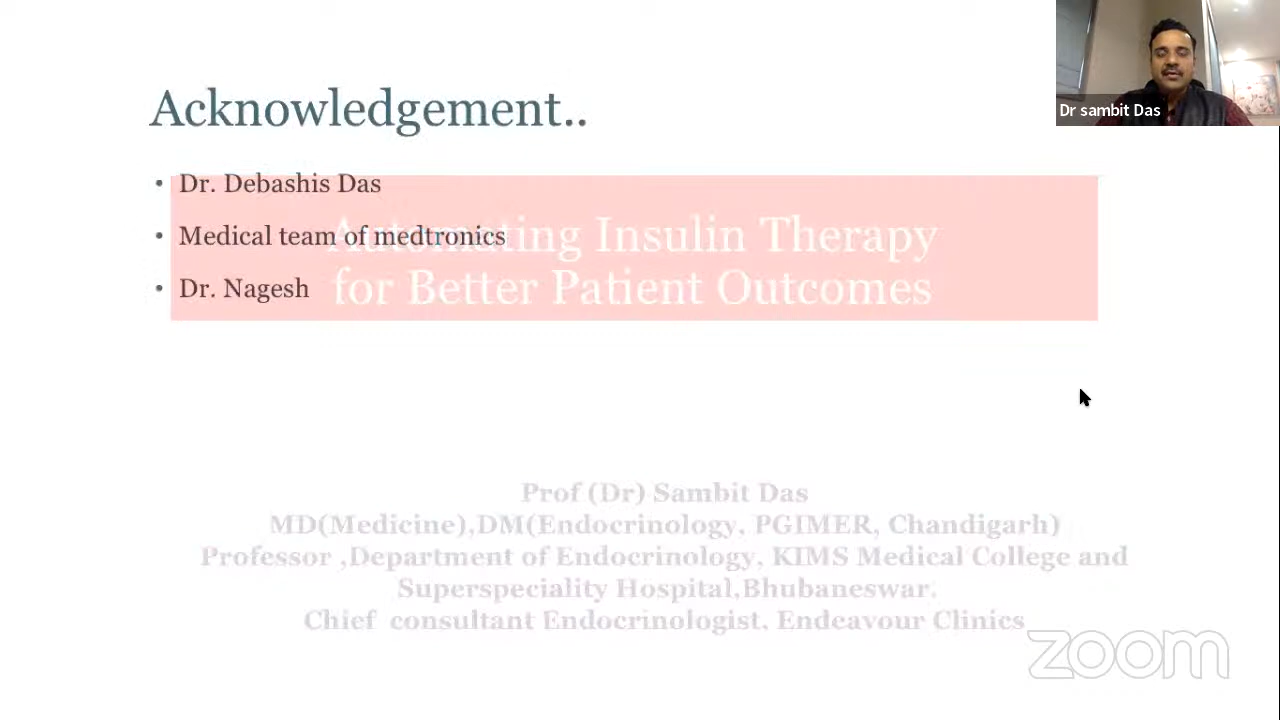 Dr sambit Das
Acknowledgement..
• Dr. Debashis Das
• Medical team of medtronics
• Dr. Nagesh
Automating Insulin Therapy
for Better Patient Outcomes
Prof (Dr) Sambit Das
MD(Medicine),DM(Endocrinology, PGIMER, Chandigarh)
Professor ,Department of Endocrinology, KIMS Medical College and
Superspeciality Hospital,Bhubaneswar.
Chief consultant Endocrinologist, Endeavour Clinics
zoom